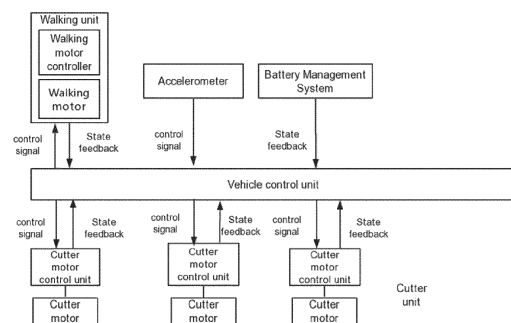 Walking unit
Walking
motor
controller
Walking
motor
Accelerometer
Battery Management
System
control
signal
State
feedback
control
signal
State
feedback
Vehicle control unit
control
signal
State
feedback
control
signal
State
feedback
control
signal
State
feedback
Cutter
motor
control unit
Cutter
motor
control unit
Cutter
motor
control unit
Cutter
unit
Cutter
motor
Cutter
motor
Cutter
motor